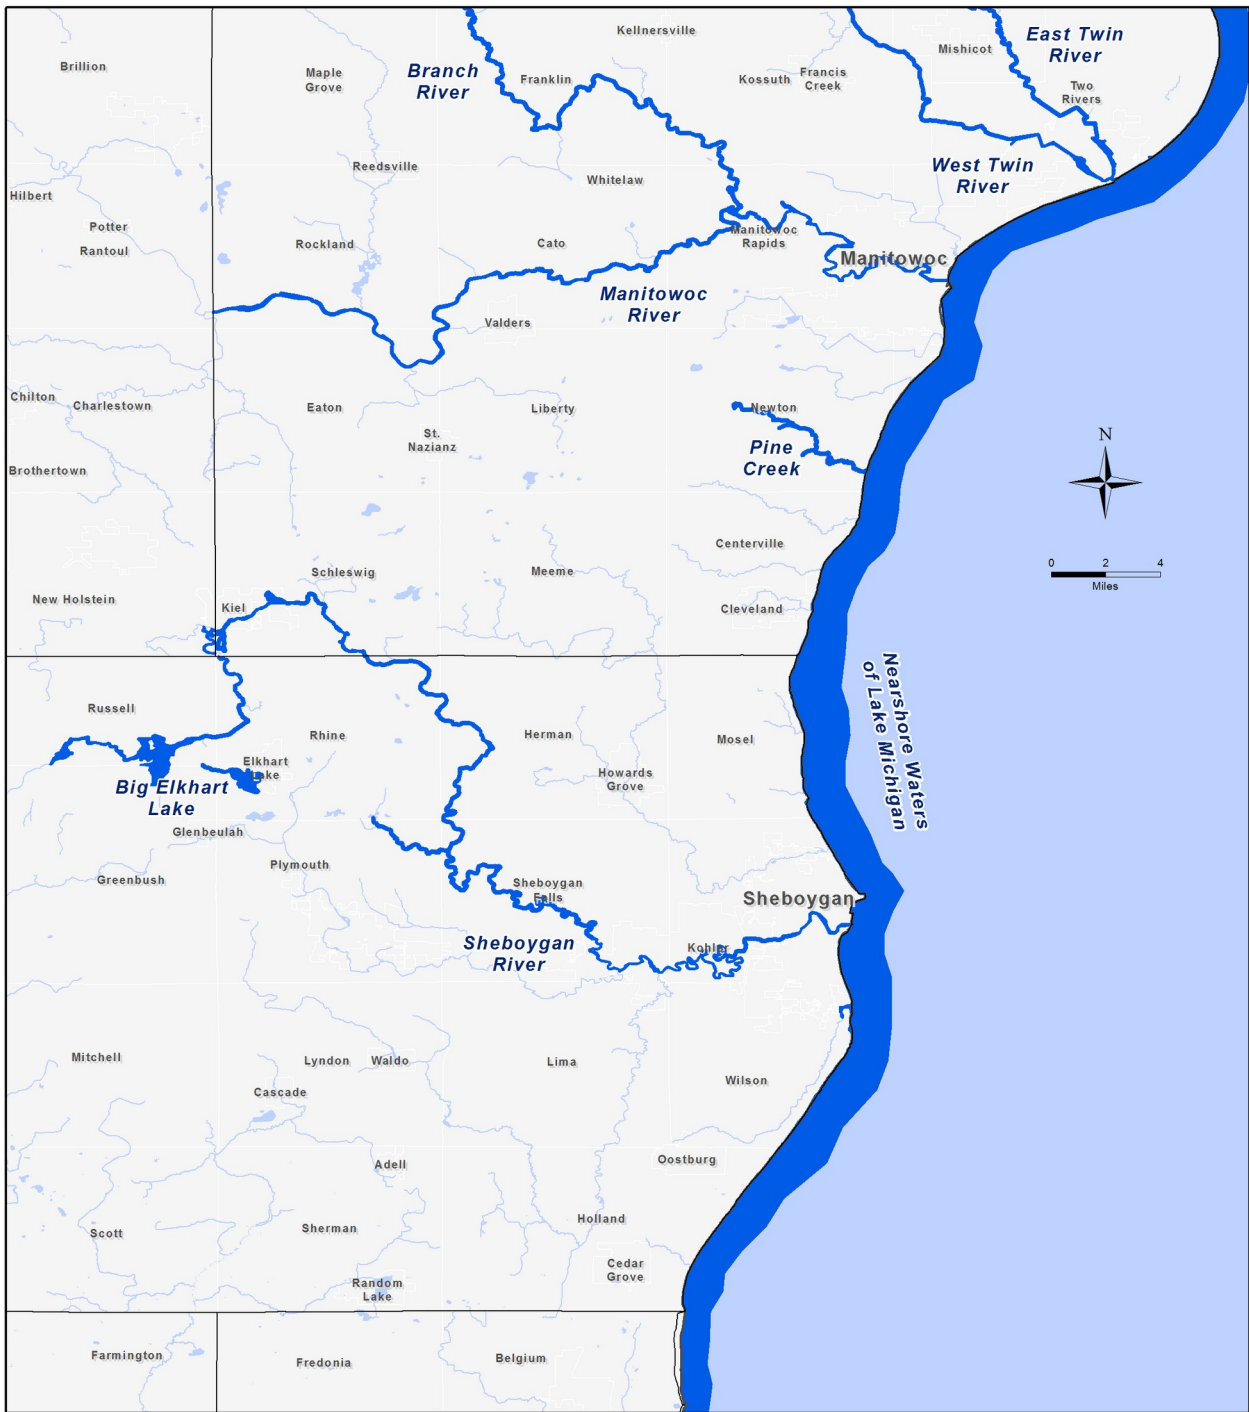 Kellnersville
East Twin
River
Mishicot
Brillion
Branch
River
Maple
Grove
Franklin
Kossuth
Francis
Creek
Two
Rivers
Reedsville
Whitelaw
West Twin
River
Hilbert
Potter
Rantoul
Rockland
Cato
Manitowoc
Rapids
Manitowoc
Manitowoc
River
Valders
Chilton
Charlestown
Eaton
Liberty
Newton
St.
Nazianz
Pine
Creek
N
Brothertown
Centerville
Schleswig
Meeme
0 2 4
Miles
New Holstein
Kiel
Cleveland
Nearshore Waters
of Lake Michigan
Russell
Rhine
Herman
Mosel
Elkhart
Lake
Howards
Grove
Big Elkhart
Lake
Glenbeulah
Plymouth
Greenbush
Sheboygan
Falls
Sheboygan
Sheboygan
River
Kohler
Mitchell
Lyndon
Waldo
Lima
Wilson
Cascade
Oostburg
Adell
Holland
Scott
Sherman
Cedar
Grove
Random
Lake
Farmington
Fredonia
Belgium